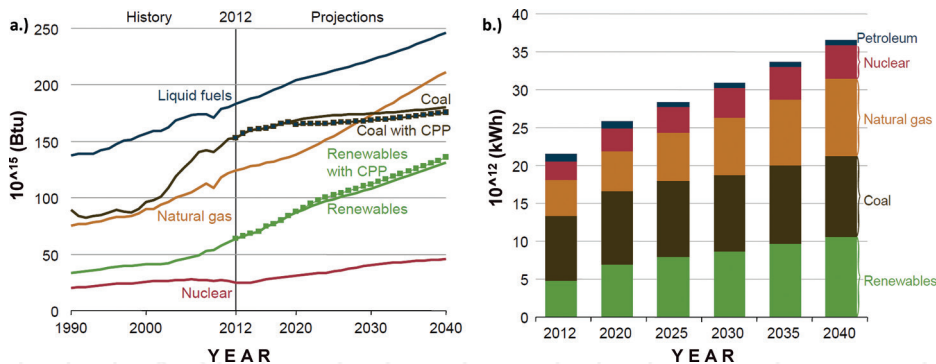 a.)
History
2012
Projections
10^15 (Btu)
250
200
150
100
50
0
Liquid fuels
Coal
Coal with CPP
Renewables
with CPP
Renewables
Natural gas
Nuclear
1990
2000
2012
2020
2030
2040
YEAR
b.)
10^12 (kWh)
40
35
30
25
20
15
10
5
0
Petroleum
Nuclear
Natural gas
Coal
Renewables
2012
2020
2025
2030
2035
2040
YEAR